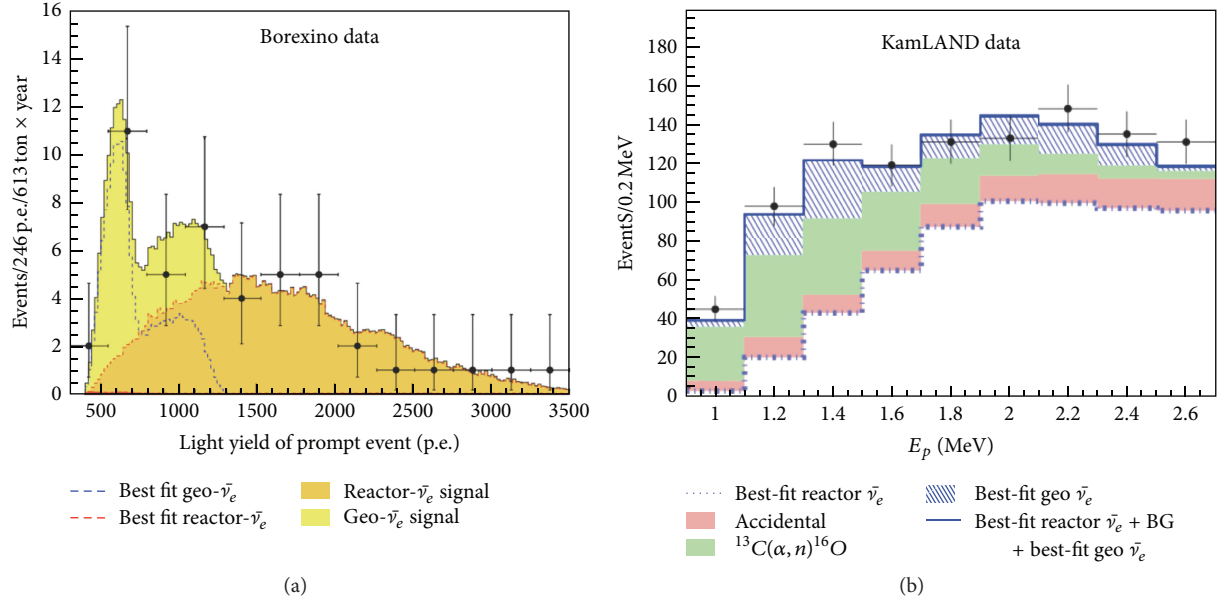 Borexino data
Events/246 p.e./613 ton × year
16
14
12
10
8
6
4
2
0
500 1000 1500 2000 2500 3000 3500
Light yield of prompt event (p.e.)
Best fit geo-ν̄e
Best fit reactor-ν̄e
Reactor-ν̄e signal
Geo-ν̄e signal
(a)
KamLAND data
EventS/0.2 MeV
180
160
140
120
100
80
60
40
20
0
1 1.2 1.4 1.6 1.8 2 2.2 2.4 2.6
Ep (MeV)
Best-fit reactor ν̄e
Accidental
¹³C(α, n)¹⁶O
Best-fit geo ν̄e
Best-fit reactor ν̄e + BG
+ best-fit geo ν̄e
(b)